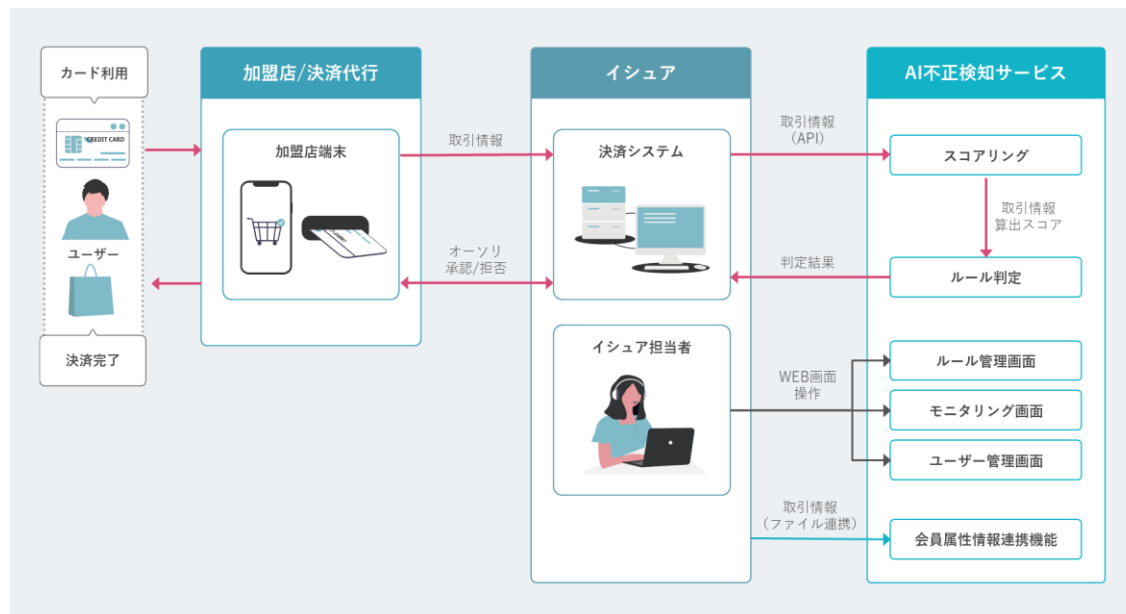 カード利用
CREDIT CARD
ユーザー
決済完了
加盟店/決済代行
加盟店端末
取引情報
オーソリ
承認/拒否
イシュア
決済システム
イシュア担当者
取引情報
(API)
判定結果
WEB画面
操作
取引情報
(ファイル連携)
AI不正検知サービス
スコアリング
取引情報
算出スコア
ルール判定
ルール管理画面
モニタリング画面
ユーザー管理画面
会員属性情報連携機能